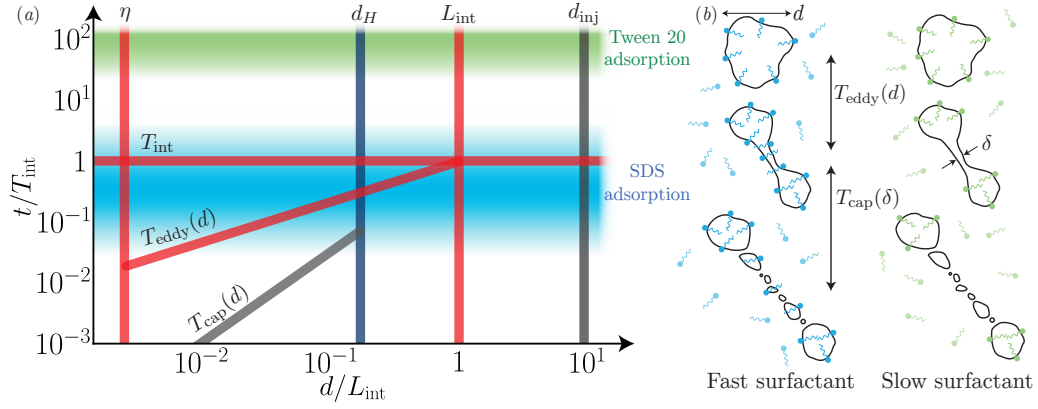 (a)
η
d_H
L_int
d_inj
10^2
10^1
1
10^-1
10^-2
10^-3
t/T_int
T_int
T_eddy(d)
T_cap(d)
Tween 20
adsorption
SDS
adsorption
10^-2
10^-1
1
10^1
d/L_int
(b)
d
T_eddy(d)
δ
T_cap(δ)
Fast surfactant
Slow surfactant